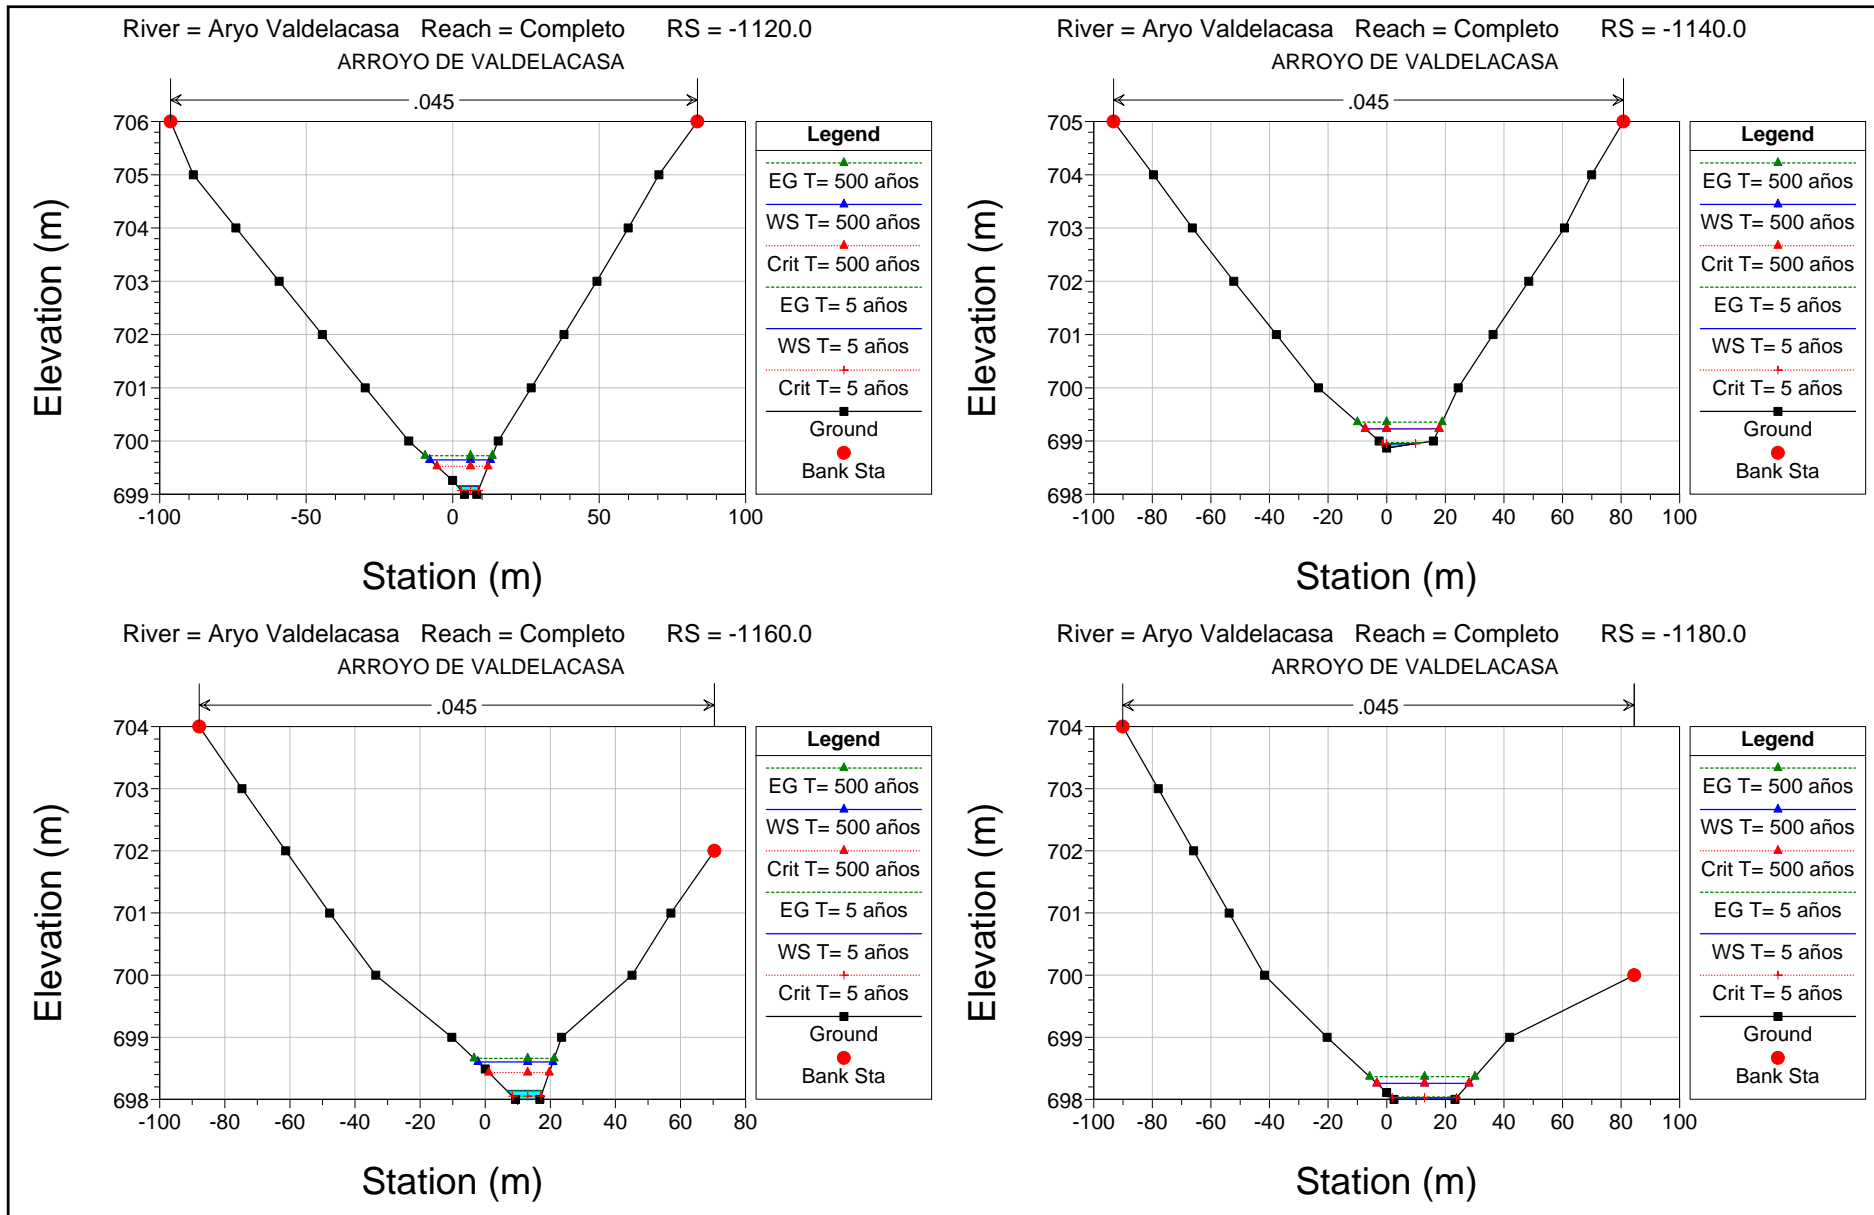 River = Aryo Valdelacasa Reach = Completo RS = -1120.0
ARROYO DE VALDELACASA
.045
706
705
704
703
702
701
700
699
-100
-50
0
50
100
Elevation (m)
Station (m)
Legend
EG T= 500 años
WS T= 500 años
Crit T= 500 años
EG T= 5 años
WS T= 5 años
Crit T= 5 años
Ground
Bank Sta
River = Aryo Valdelacasa Reach = Completo RS = -1140.0
ARROYO DE VALDELACASA
.045
705
704
703
702
701
700
699
698
-100
-80
-60
-40
-20
0
20
40
60
80
100
Elevation (m)
Station (m)
Legend
EG T= 500 años
WS T= 500 años
Crit T= 500 años
EG T= 5 años
WS T= 5 años
Crit T= 5 años
Ground
Bank Sta
River = Aryo Valdelacasa Reach = Completo RS = -1160.0
ARROYO DE VALDELACASA
.045
704
703
702
701
700
699
698
-100
-80
-60
-40
-20
0
20
40
60
80
Elevation (m)
Station (m)
Legend
EG T= 500 años
WS T= 500 años
Crit T= 500 años
EG T= 5 años
WS T= 5 años
Crit T= 5 años
Ground
Bank Sta
River = Aryo Valdelacasa Reach = Completo RS = -1180.0
ARROYO DE VALDELACASA
.045
704
703
702
701
700
699
698
-100
-80
-60
-40
-20
0
20
40
60
80
100
Elevation (m)
Station (m)
Legend
EG T= 500 años
WS T= 500 años
Crit T= 500 años
EG T= 5 años
WS T= 5 años
Crit T= 5 años
Ground
Bank Sta